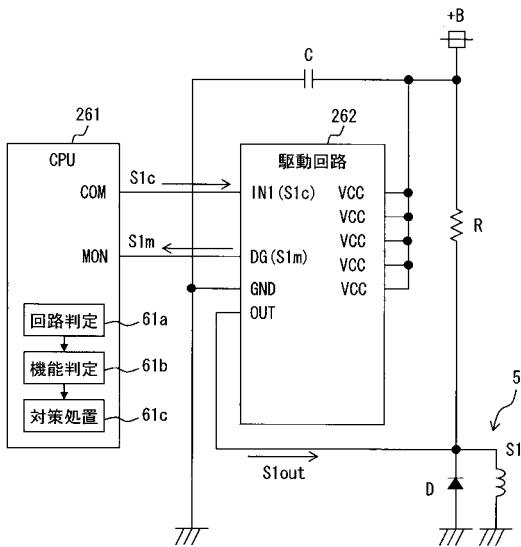 +B
C
261
CPU
262
駆動回路
COM
S1c
IN1(S1c)
VCC
VCC
R
MON
S1m
DG(S1m)
VCC
VCC
GND
VCC
OUT
回路判定
61a
機能判定
61b
対策処置
61c
5
S1
S1out
D